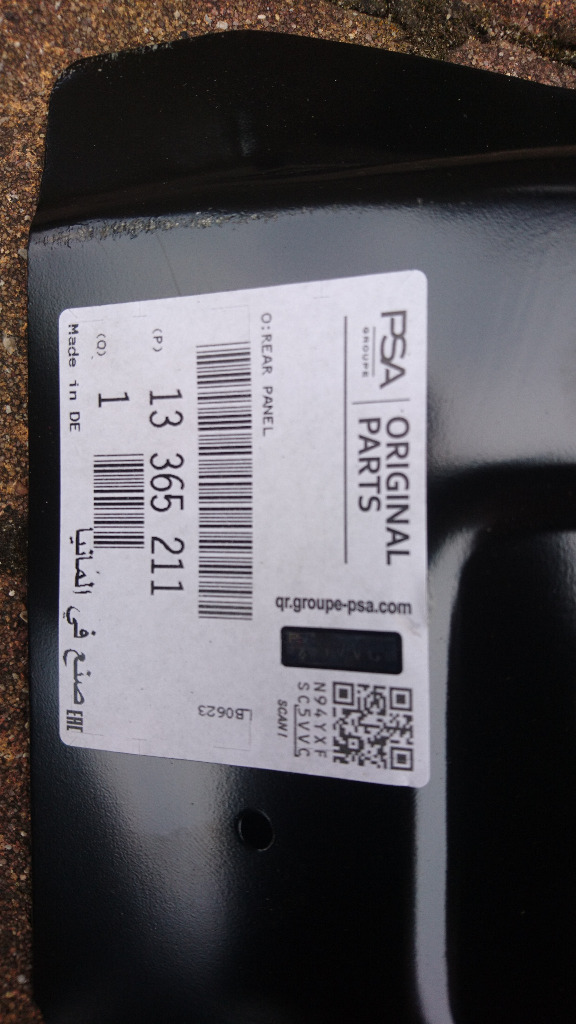 PSA
GROUPE
ORIGINAL
PARTS
qr.groupe-psa.com
N94YXF
SC5VVC
SCAN!
O:REAR PANEL
LB0623
(P)
13 365 211
(Q)
1
Made in DE
صنع في ألمانيا
EAC